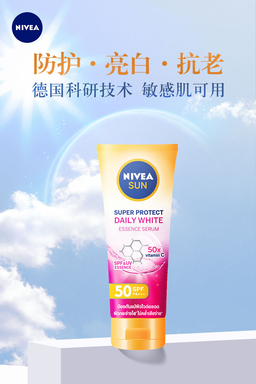 NIVEA
防护·亮白·抗老
德国科研技术 敏感肌可用
NIVEA
SUN
SUPER PROTECT
DAILY WHITE
ESSENCE SERUM
50x
vitamin C
SPF & UV
ESSENCE
50 SPF
PA+++